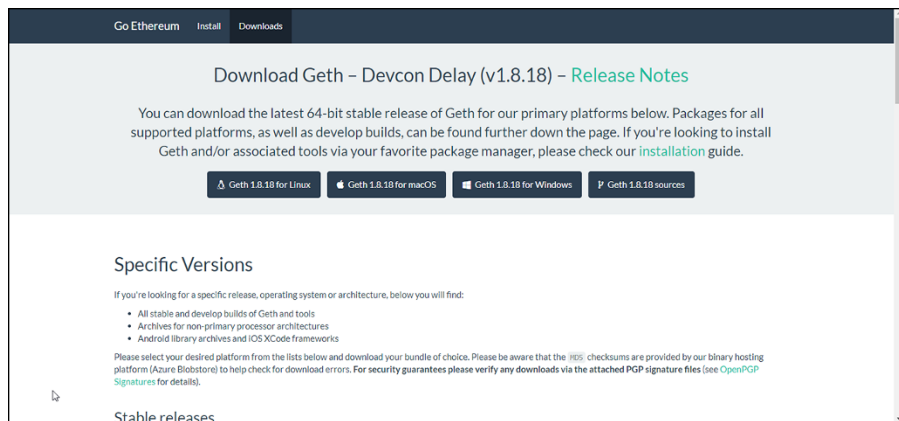 Go Ethereum Install Downloads
Download Geth – Devcon Delay (v1.8.18) – Release Notes
You can download the latest 64-bit stable release of Geth for our primary platforms below. Packages for all
supported platforms, as well as develop builds, can be found further down the page. If you're looking to install
Geth and/or associated tools via your favorite package manager, please check our installation guide.
Geth 1.8.18 for Linux Geth 1.8.18 for macOS Geth 1.8.18 for Windows Geth 1.8.18 sources
Specific Versions
If you're looking for a specific release, operating system or architecture, below you will find:
• All stable and develop builds of Geth and tools
• Archives for non-primary processor architectures
• Android library archives and iOS XCode frameworks
Please select your desired platform from the lists below and download your bundle of choice. Please be aware that the MD5 checksums are provided by our binary hosting
platform (Azure Blobstore) to help check for download errors. For security guarantees please verify any downloads via the attached PGP signature files (see OpenPGP
Signatures for details).
Stable releases